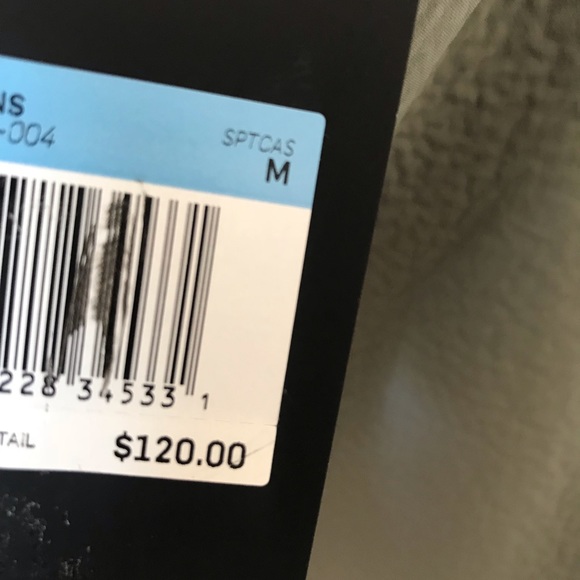 NS
-004
SPTCAS
M
228 34533 1
TAIL
$120.00